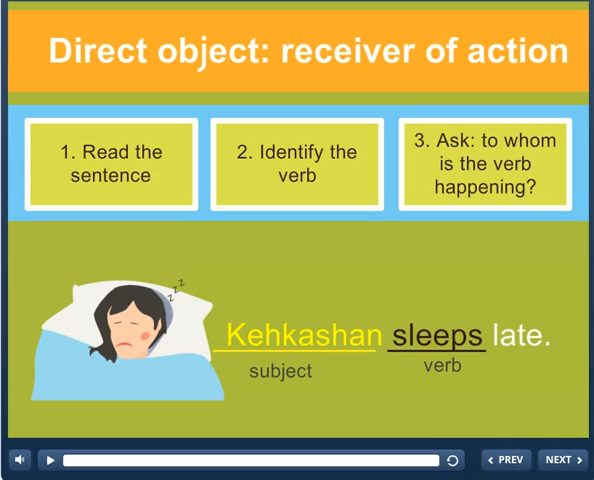 Direct object: receiver of action
1. Read the
sentence
2. Identify the
verb
3. Ask: to whom
is the verb
happening?
z z z
Kehkashan sleeps late.
subject
verb
PREV
NEXT